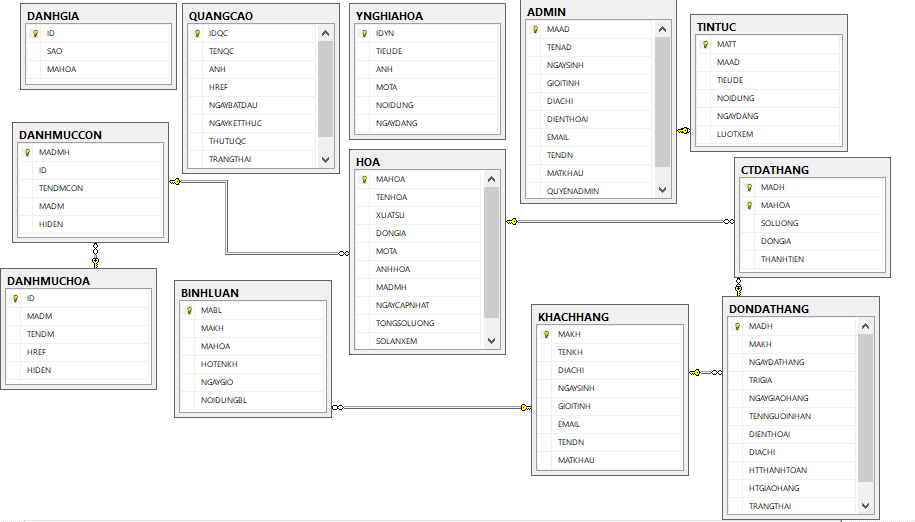 DANHGIA
ID
SAO
MAHOA
QUANGCAO
IDQC
TENQC
ANH
HREF
NGAYBATDAU
NGAYKETTHUC
THUTUQC
TRANGTHAI
YNGHIAHOA
IDYN
TIEUDE
ANH
MOTA
NOIDUNG
NGAYDANG
ADMIN
MAAD
TENAD
NGAYSINH
GIOITINH
DIACHI
DIENTHOAI
EMAIL
TENDN
MATKHAU
QUYENADMIN
TINTUC
MATT
MAAD
TIEUDE
NOIDUNG
NGAYDANG
LUOTXEM
DANHMUCCON
MADMH
ID
TENDMCON
MADM
HIDEN
HOA
MAHOA
TENHOA
XUATSU
DONGIA
MOTA
ANHHOA
MADMH
NGAYCAPNHAT
TONGSOLUONG
SOLANXEM
CTDATHANG
MADH
MAHOA
SOLUONG
DONGIA
THANHTIEN
DANHMUCHOA
ID
MADM
TENDM
HREF
HIDEN
BINHLUAN
MABL
MAKH
MAHOA
HOTENKH
NGAYGIO
NOIDUNGBL
KHACHHANG
MAKH
TENKH
DIACHI
NGAYSINH
GIOITINH
EMAIL
TENDN
MATKHAU
DONDATHANG
MADH
MAKH
NGAYDATHANG
TRIGIA
NGAYGIAOHANG
TENNGUOINHAN
DIENTHOAI
DIACHI
HTTHANHTOAN
HTGIAOHANG
TRANGTHAI